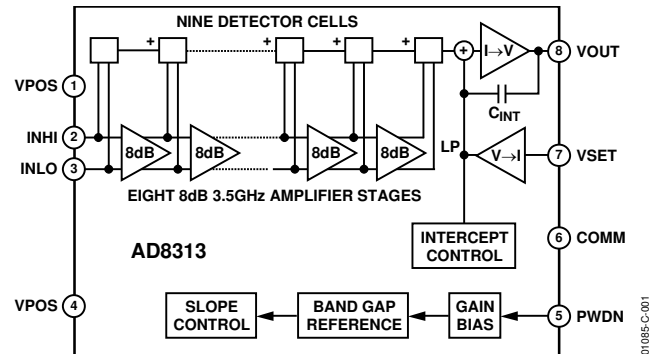 NINE DETECTOR CELLS
+ + + + +
I→V
8 VOUT
VPOS 1
CINT
INHI 2
8dB 8dB 8dB 8dB
LP
V→I
7 VSET
INLO 3
EIGHT 8dB 3.5GHz AMPLIFIER STAGES
INTERCEPT
CONTROL
6 COMM
AD8313
VPOS 4
SLOPE
CONTROL
BAND GAP
REFERENCE
GAIN
BIAS
5 PWDN
01085-C-001